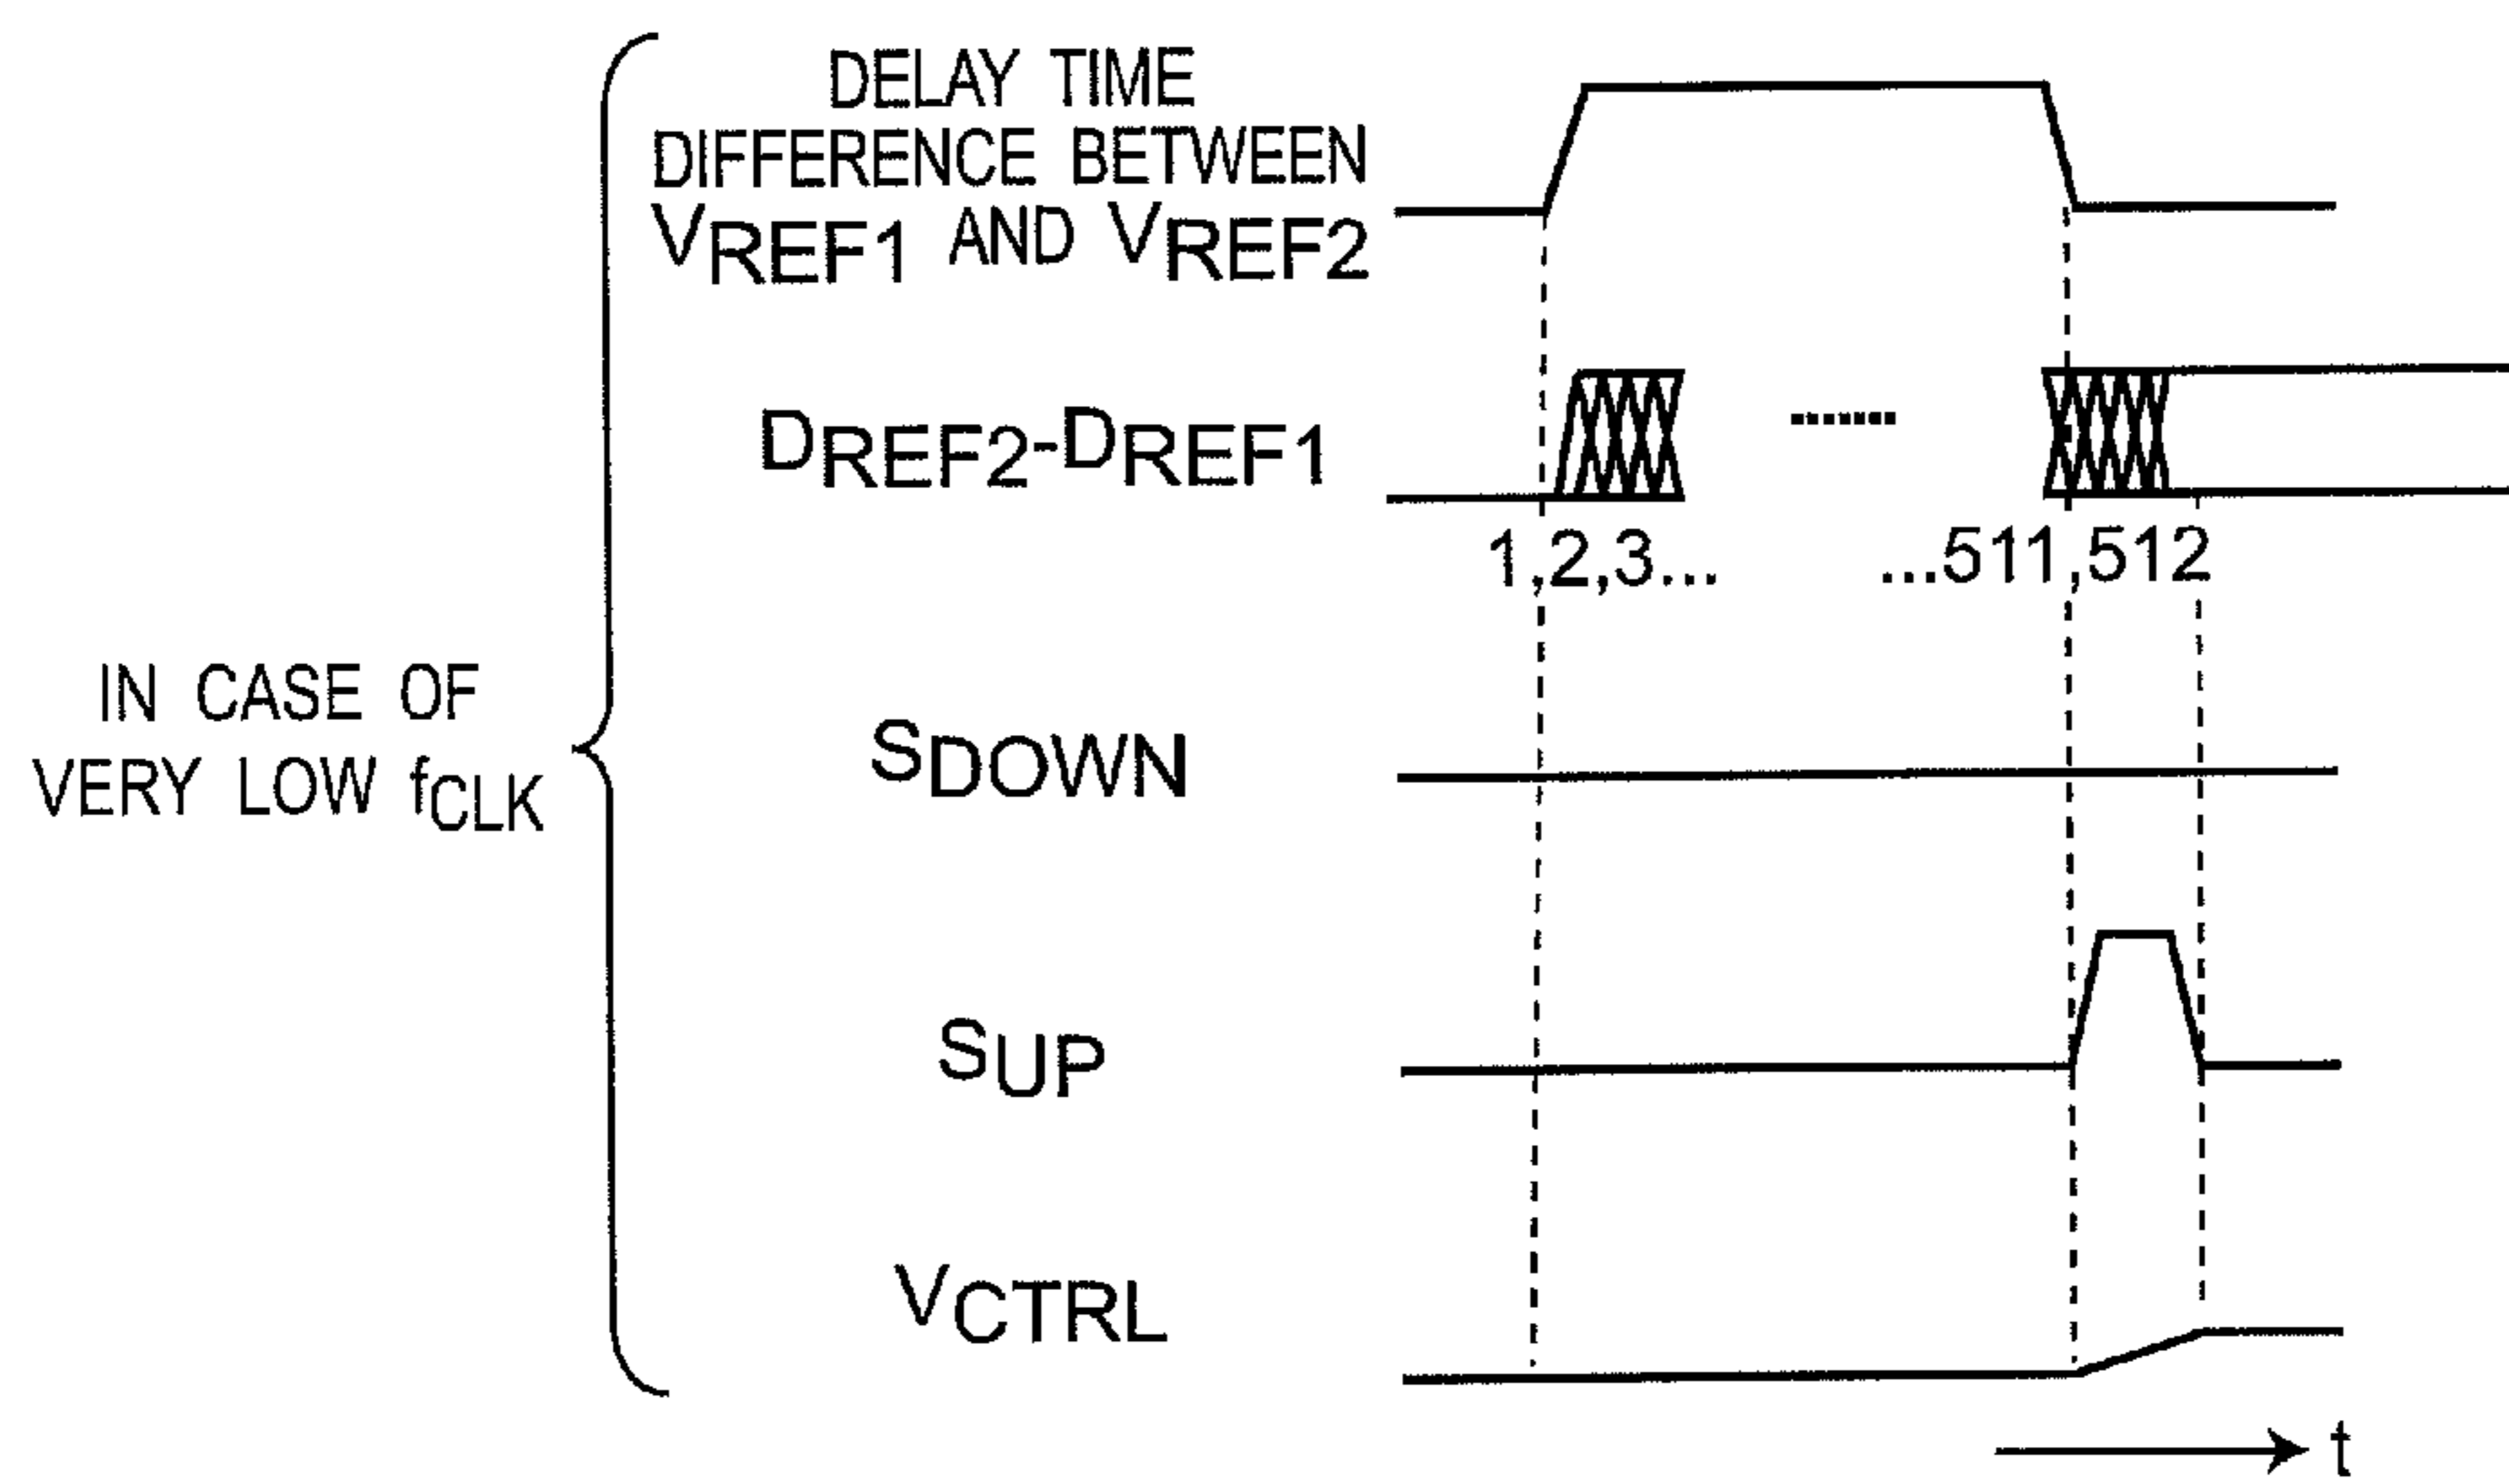 DELAY TIME
DIFFERENCE BETWEEN
VREF1 AND VREF2
DREF2-DREF1
1,2,3... ...511,512
IN CASE OF
VERY LOW fCLK
SDOWN
SUP
VCTRL
t